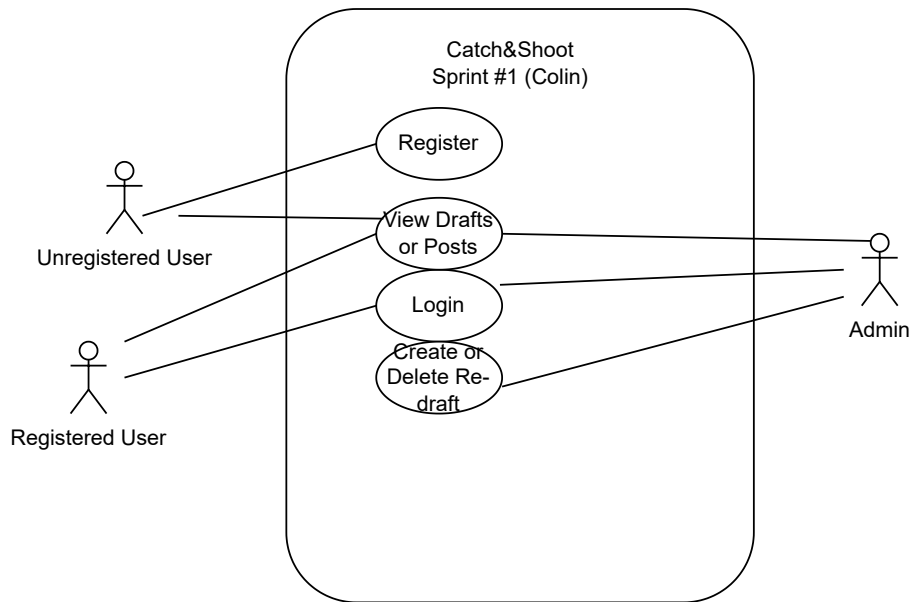 Catch&Shoot
Sprint #1 (Colin)
Register
View Drafts
or Posts
Unregistered User
Login
Admin
Create or
Delete Re-
draft
Registered User